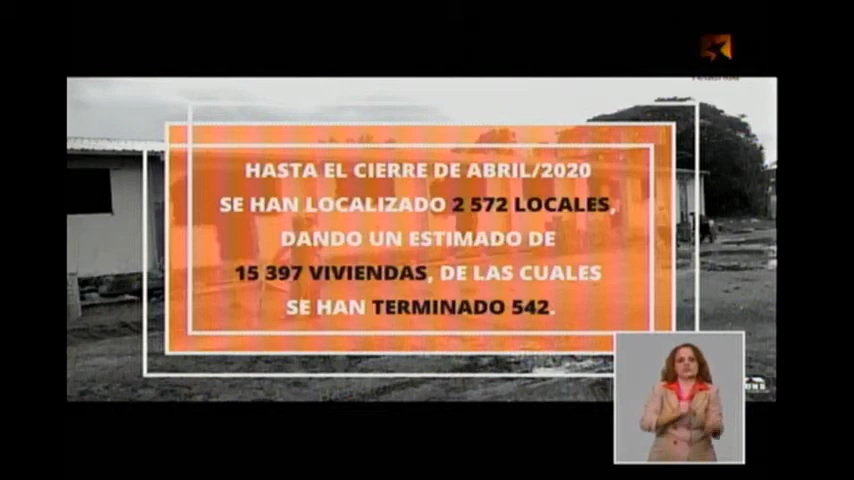 HASTA EL CIERRE DE ABRIL/2020
SE HAN LOCALIZADO 2 572 LOCALES,
DANDO UN ESTIMADO DE
15 397 VIVIENDAS, DE LAS CUALES
SE HAN TERMINADO 542.